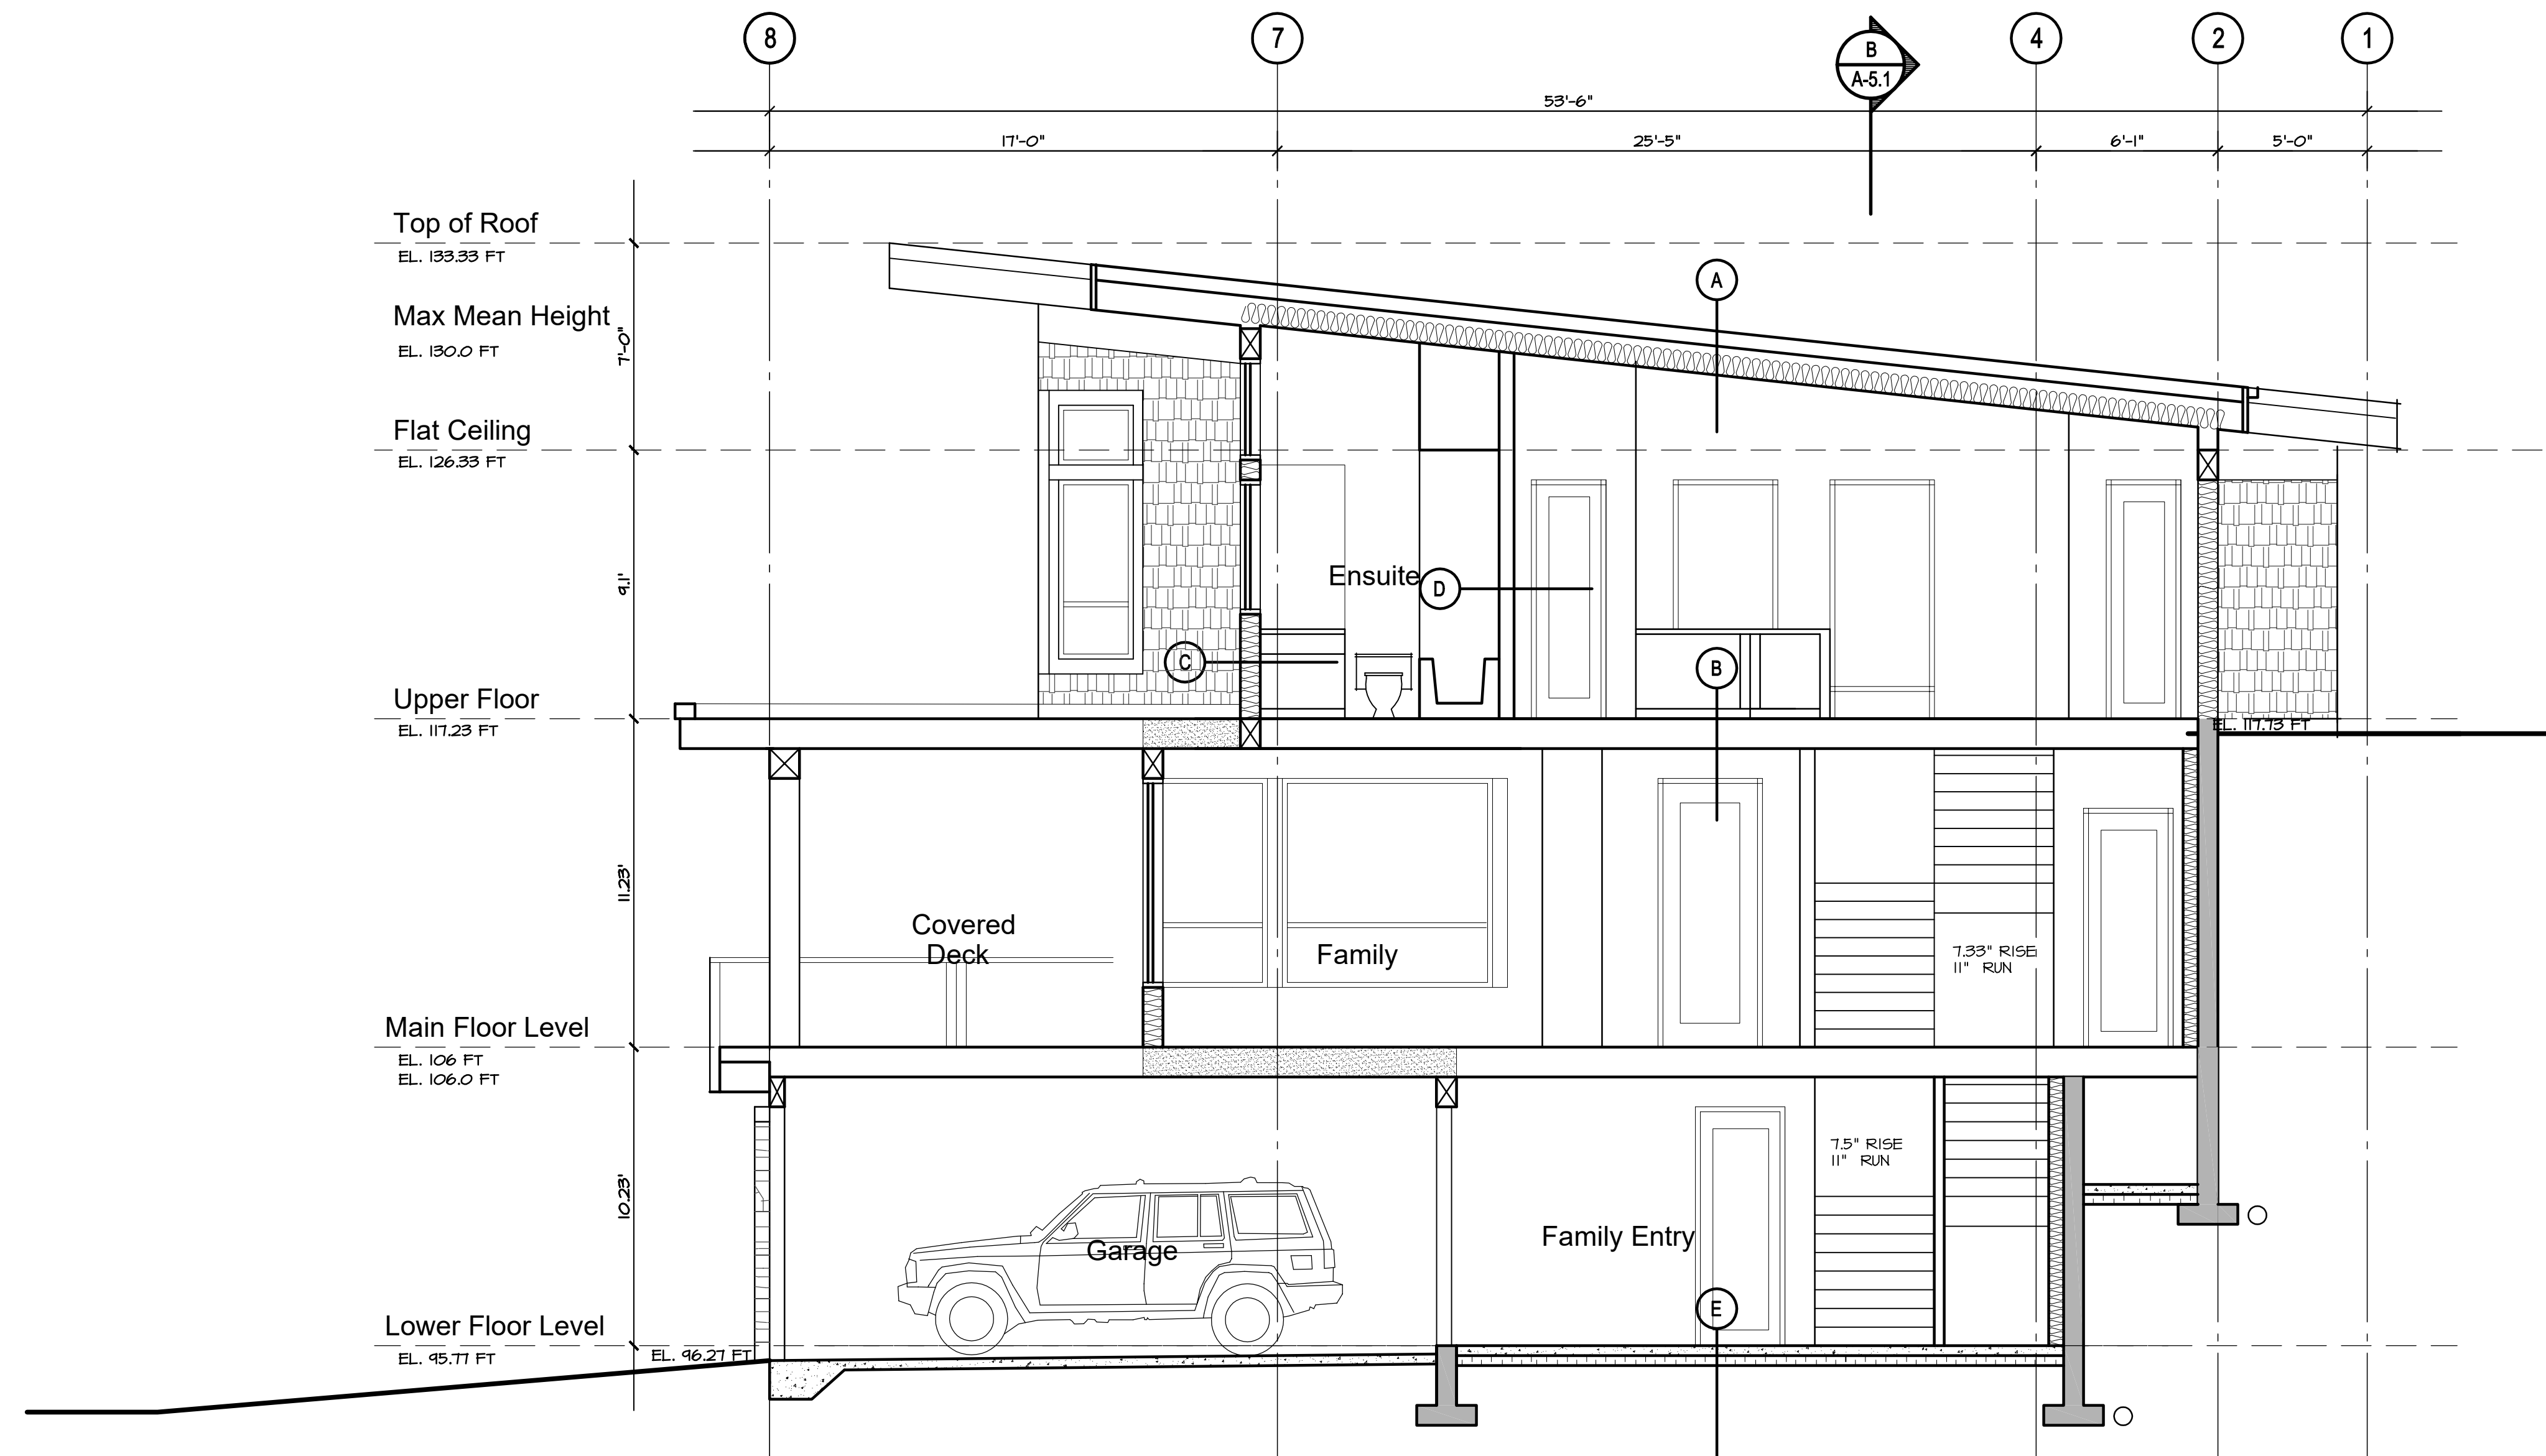 8
7
B
A-5.1
4
2
1
53'-6"
17'-0"
25'-5"
6'-1"
5'-0"
Top of Roof
EL. 133.33 FT
A
Max Mean Height
EL. 130.0 FT
7'-0"
Flat Ceiling
EL. 126.33 FT
9.1'
Ensuite
D
C
B
Upper Floor
EL. 117.23 FT
EL. 117.73 FT
11.23'
Covered
Deck
Family
7.33" RISE
11" RUN
Main Floor Level
EL. 106 FT
EL. 106.0 FT
10.23'
7.5" RISE
11" RUN
Garage
Family Entry
E
Lower Floor Level
EL. 95.77 FT
EL. 96.27 FT